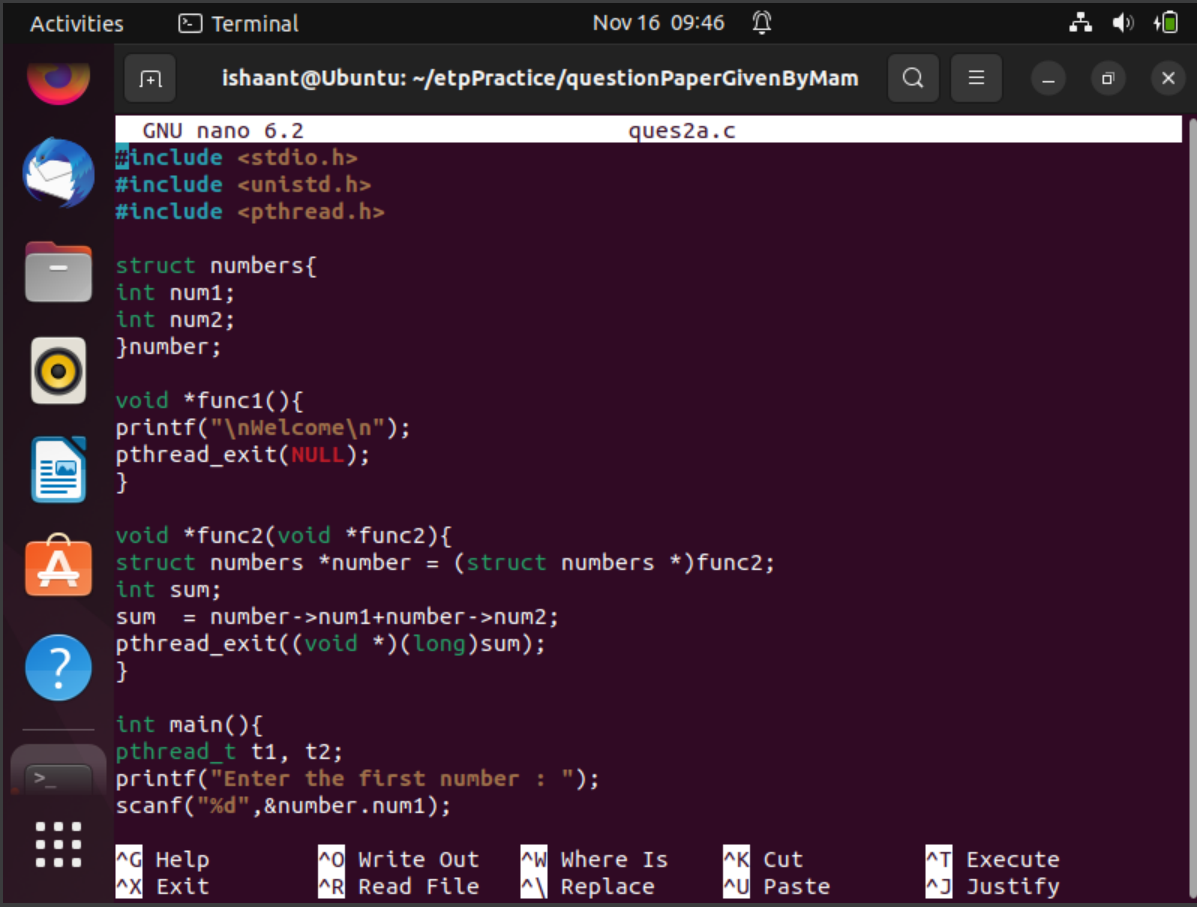 Activities Terminal Nov 16 09:46
ishaant@Ubuntu: ~/etpPractice/questionPaperGivenByMam
GNU nano 6.2 ques2a.c
#include <stdio.h>
#include <unistd.h>
#include <pthread.h>

struct numbers{
int num1;
int num2;
}number;

void *func1(){
printf("\nWelcome\n");
pthread_exit(NULL);
}

void *func2(void *func2){
struct numbers *number = (struct numbers *)func2;
int sum;
sum  = number->num1+number->num2;
pthread_exit((void *)(long)sum);
}

int main(){
pthread_t t1, t2;
printf("Enter the first number : ");
scanf("%d",&number.num1);

^G Help ^O Write Out ^W Where Is ^K Cut ^T Execute
^X Exit ^R Read File ^\ Replace ^U Paste ^J Justify